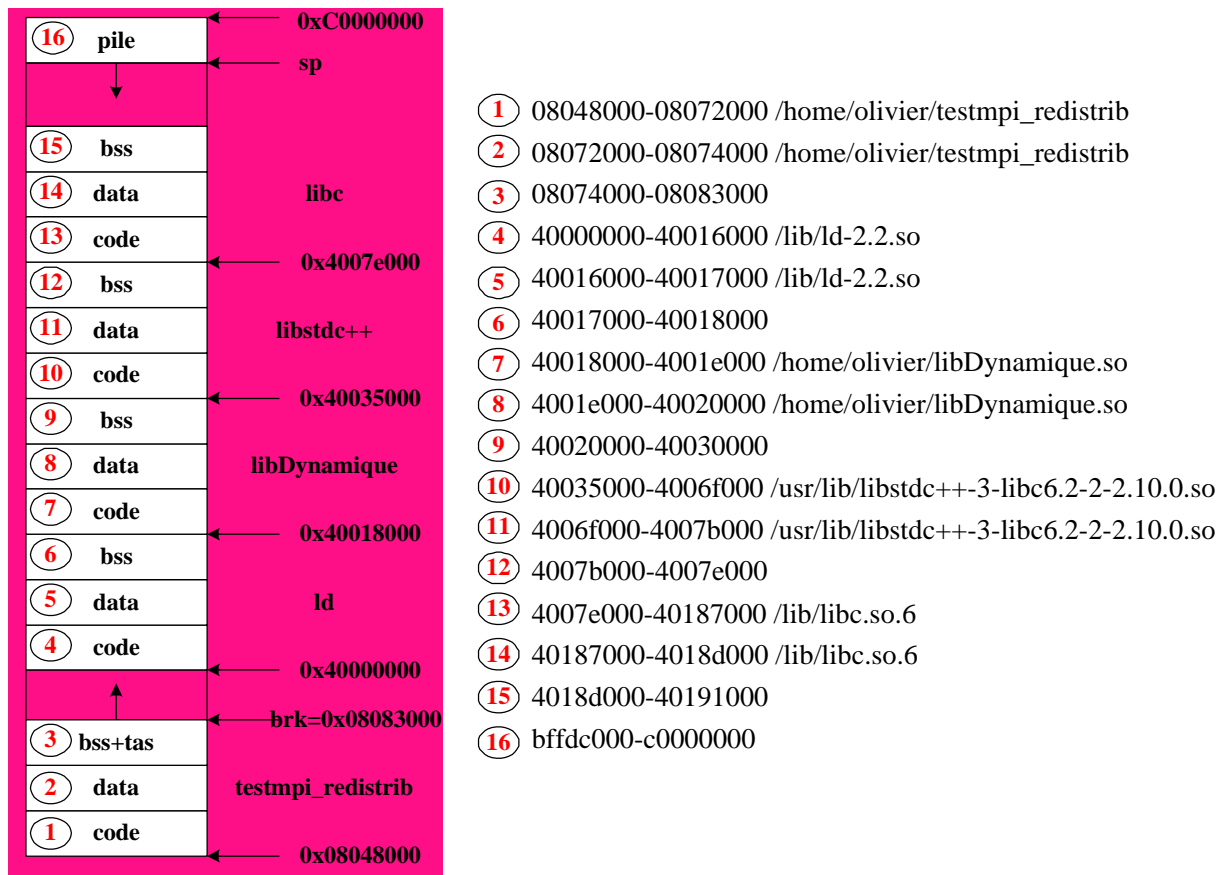 0xC0000000
16 pile
sp
15 bss
14 data libc
13 code
0x4007e000
12 bss
11 data libstdc++
10 code
0x40035000
9 bss
8 data libDynamique
7 code
0x40018000
6 bss
5 data ld
4 code
0x40000000
brk=0x08083000
3 bss+tas
2 data testmpi_redistrib
1 code
0x08048000
1 08048000-08072000 /home/olivier/testmpi_redistrib
2 08072000-08074000 /home/olivier/testmpi_redistrib
3 08074000-08083000
4 40000000-40016000 /lib/ld-2.2.so
5 40016000-40017000 /lib/ld-2.2.so
6 40017000-40018000
7 40018000-4001e000 /home/olivier/libDynamique.so
8 4001e000-40020000 /home/olivier/libDynamique.so
9 40020000-40030000
10 40035000-4006f000 /usr/lib/libstdc++-3-libc6.2-2-2.10.0.so
11 4006f000-4007b000 /usr/lib/libstdc++-3-libc6.2-2-2.10.0.so
12 4007b000-4007e000
13 4007e000-40187000 /lib/libc.so.6
14 40187000-4018d000 /lib/libc.so.6
15 4018d000-40191000
16 bffdc000-c0000000